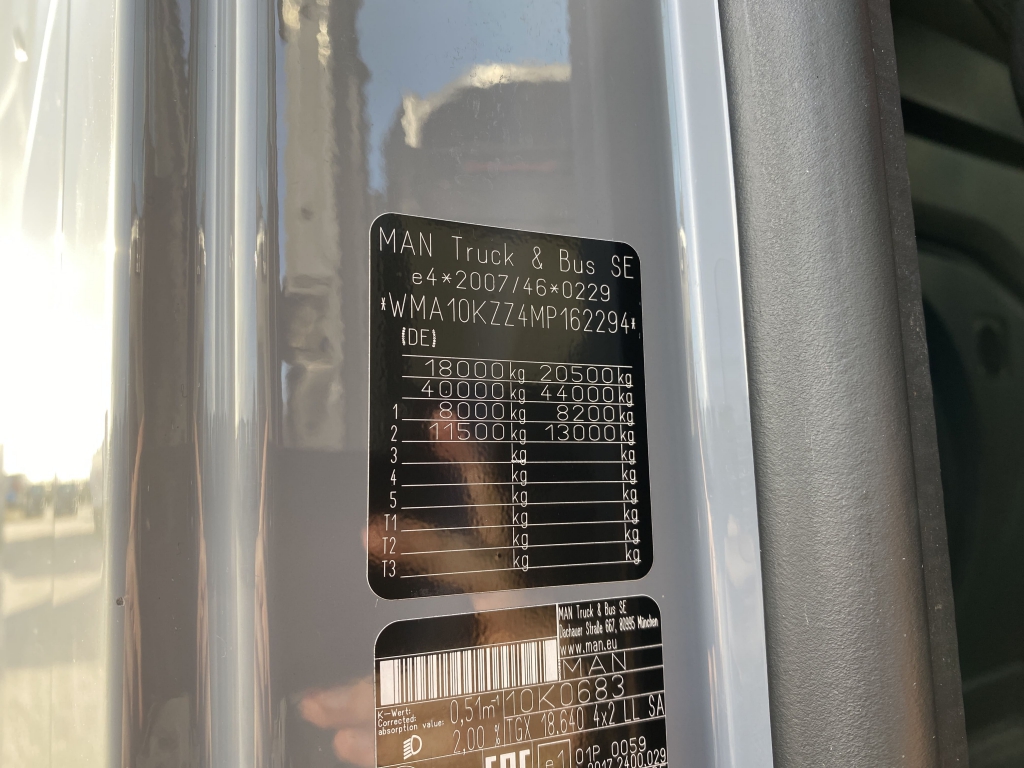 MAN Truck & Bus SE
e4*2007/46*0229
*WMA10KZZ4MP162294*
(DE)
18000 kg 20500 kg
40000 kg 44000 kg
1 8000 kg 8200 kg
2 11500 kg 13000 kg
3 kg kg
4 kg kg
5 kg kg
T1 kg kg
T2 kg kg
T3 kg kg
MAN Truck & Bus SE
Dachauer Straße 667, 80995 München
www.man.eu
MAN
10K0683
TGX 18.640 4x2 LL SA
K-Wert:
Corrected:
absorption value:
0,51m⁻¹
2,00 %
e1
01P 0059